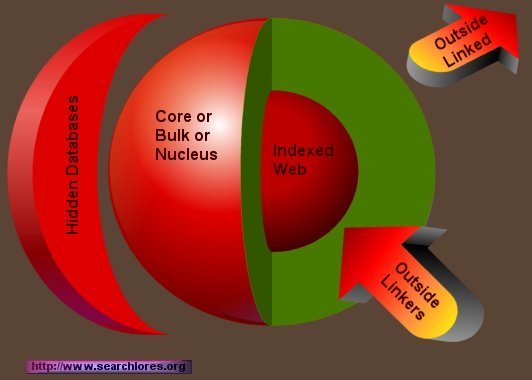 Outside
Linked
Hidden Databases
Core or
Bulk or
Nucleus
Indexed
Web
Outside
Linkers
http://www.searchlores.org